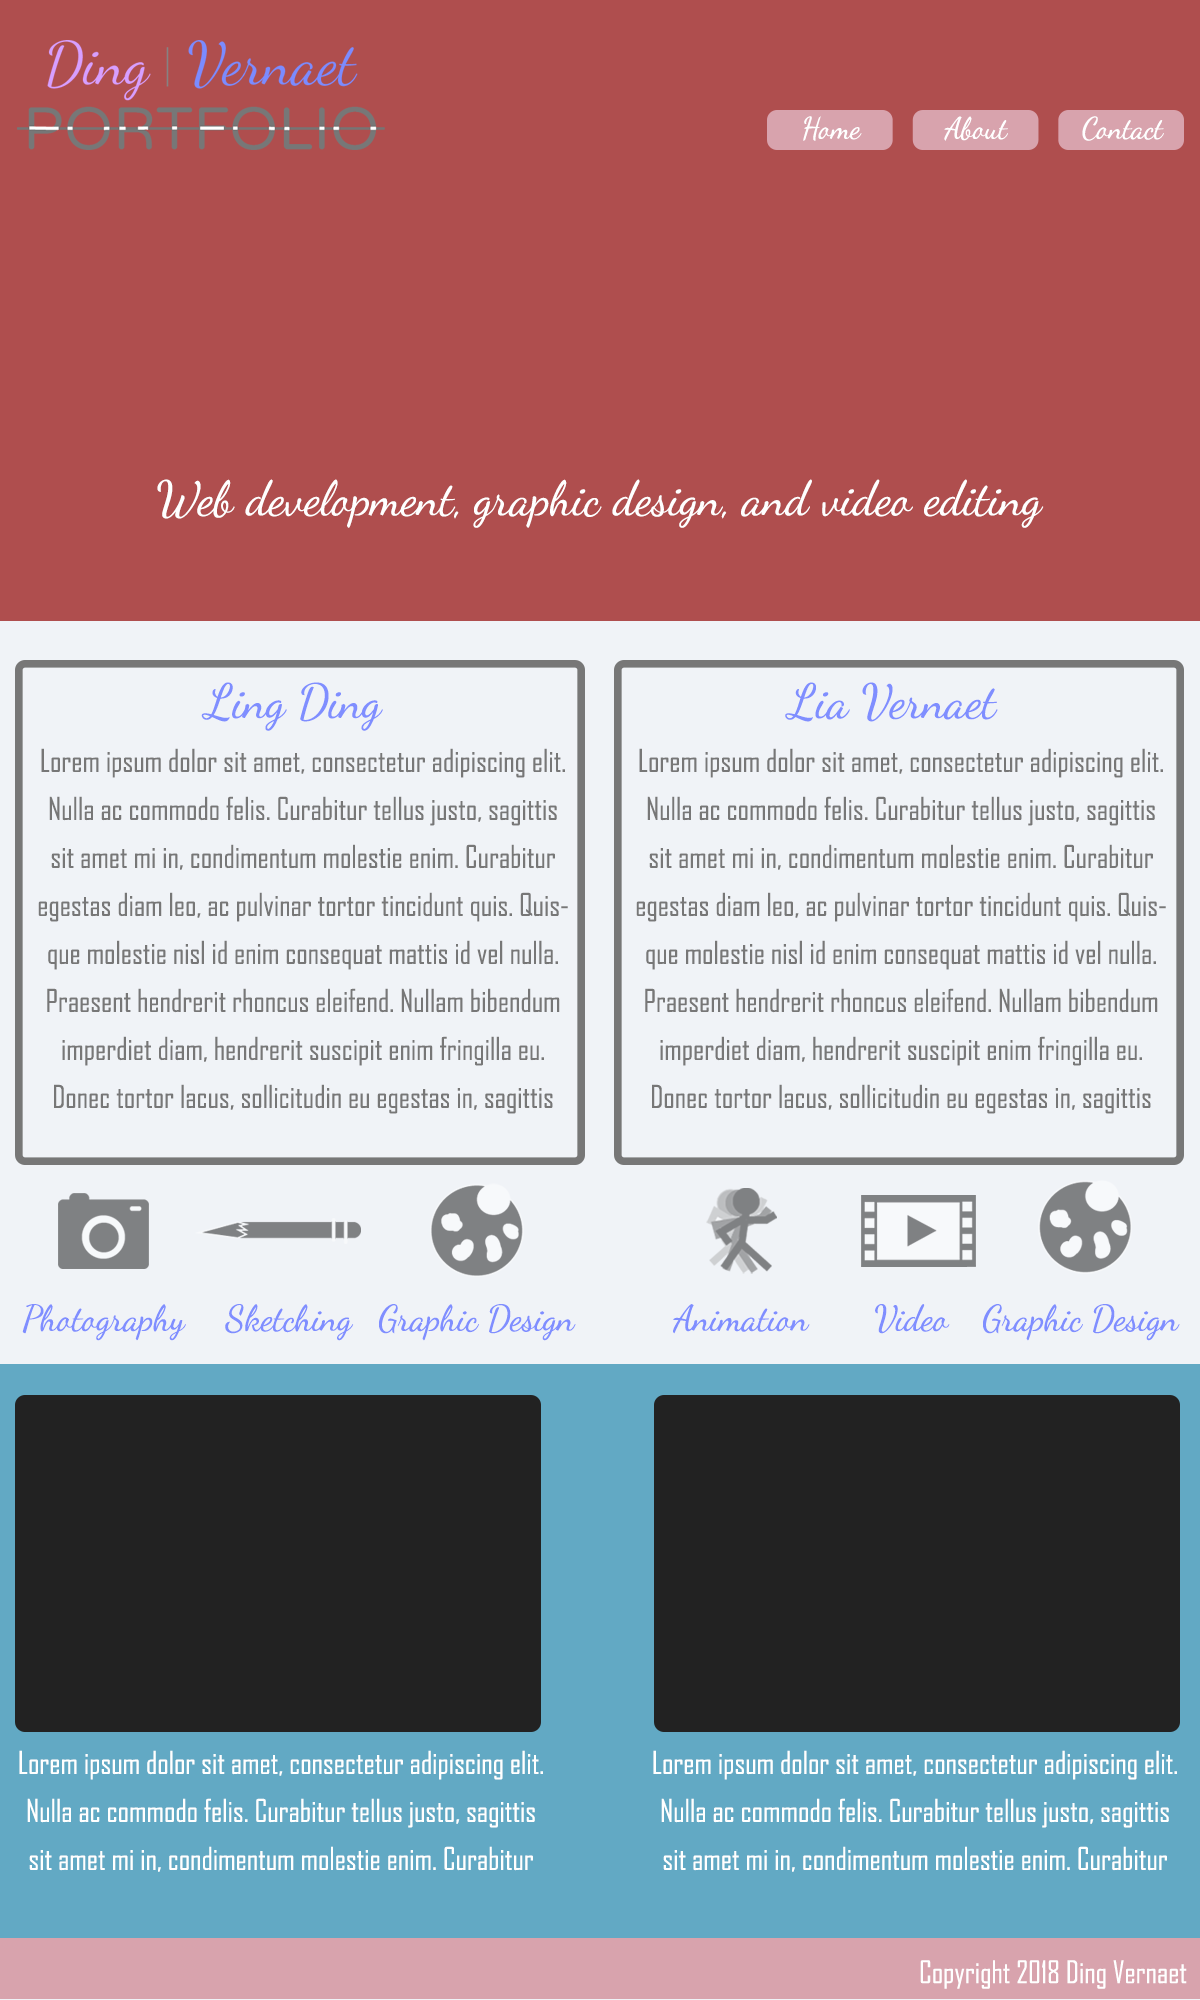 Ding | Vernaet
PORTFOLIO
Home About Contact
Web development, graphic design, and video editing
Ling Ding
Lorem ipsum dolor sit amet, consectetur adipiscing elit.
Nulla ac commodo felis. Curabitur tellus justo, sagittis
sit amet mi in, condimentum molestie enim. Curabitur
egestas diam leo, ac pulvinar tortor tincidunt quis. Quis-
que molestie nisl id enim consequat mattis id vel nulla.
Praesent hendrerit rhoncus eleifend. Nullam bibendum
imperdiet diam, hendrerit suscipit enim fringilla eu.
Donec tortor lacus, sollicitudin eu egestas in, sagittis
Lia Vernaet
Lorem ipsum dolor sit amet, consectetur adipiscing elit.
Nulla ac commodo felis. Curabitur tellus justo, sagittis
sit amet mi in, condimentum molestie enim. Curabitur
egestas diam leo, ac pulvinar tortor tincidunt quis. Quis-
que molestie nisl id enim consequat mattis id vel nulla.
Praesent hendrerit rhoncus eleifend. Nullam bibendum
imperdiet diam, hendrerit suscipit enim fringilla eu.
Donec tortor lacus, sollicitudin eu egestas in, sagittis
Photography Sketching Graphic Design
Animation Video Graphic Design
Lorem ipsum dolor sit amet, consectetur adipiscing elit.
Nulla ac commodo felis. Curabitur tellus justo, sagittis
sit amet mi in, condimentum molestie enim. Curabitur
Lorem ipsum dolor sit amet, consectetur adipiscing elit.
Nulla ac commodo felis. Curabitur tellus justo, sagittis
sit amet mi in, condimentum molestie enim. Curabitur
Copyright 2018 Ding Vernaet